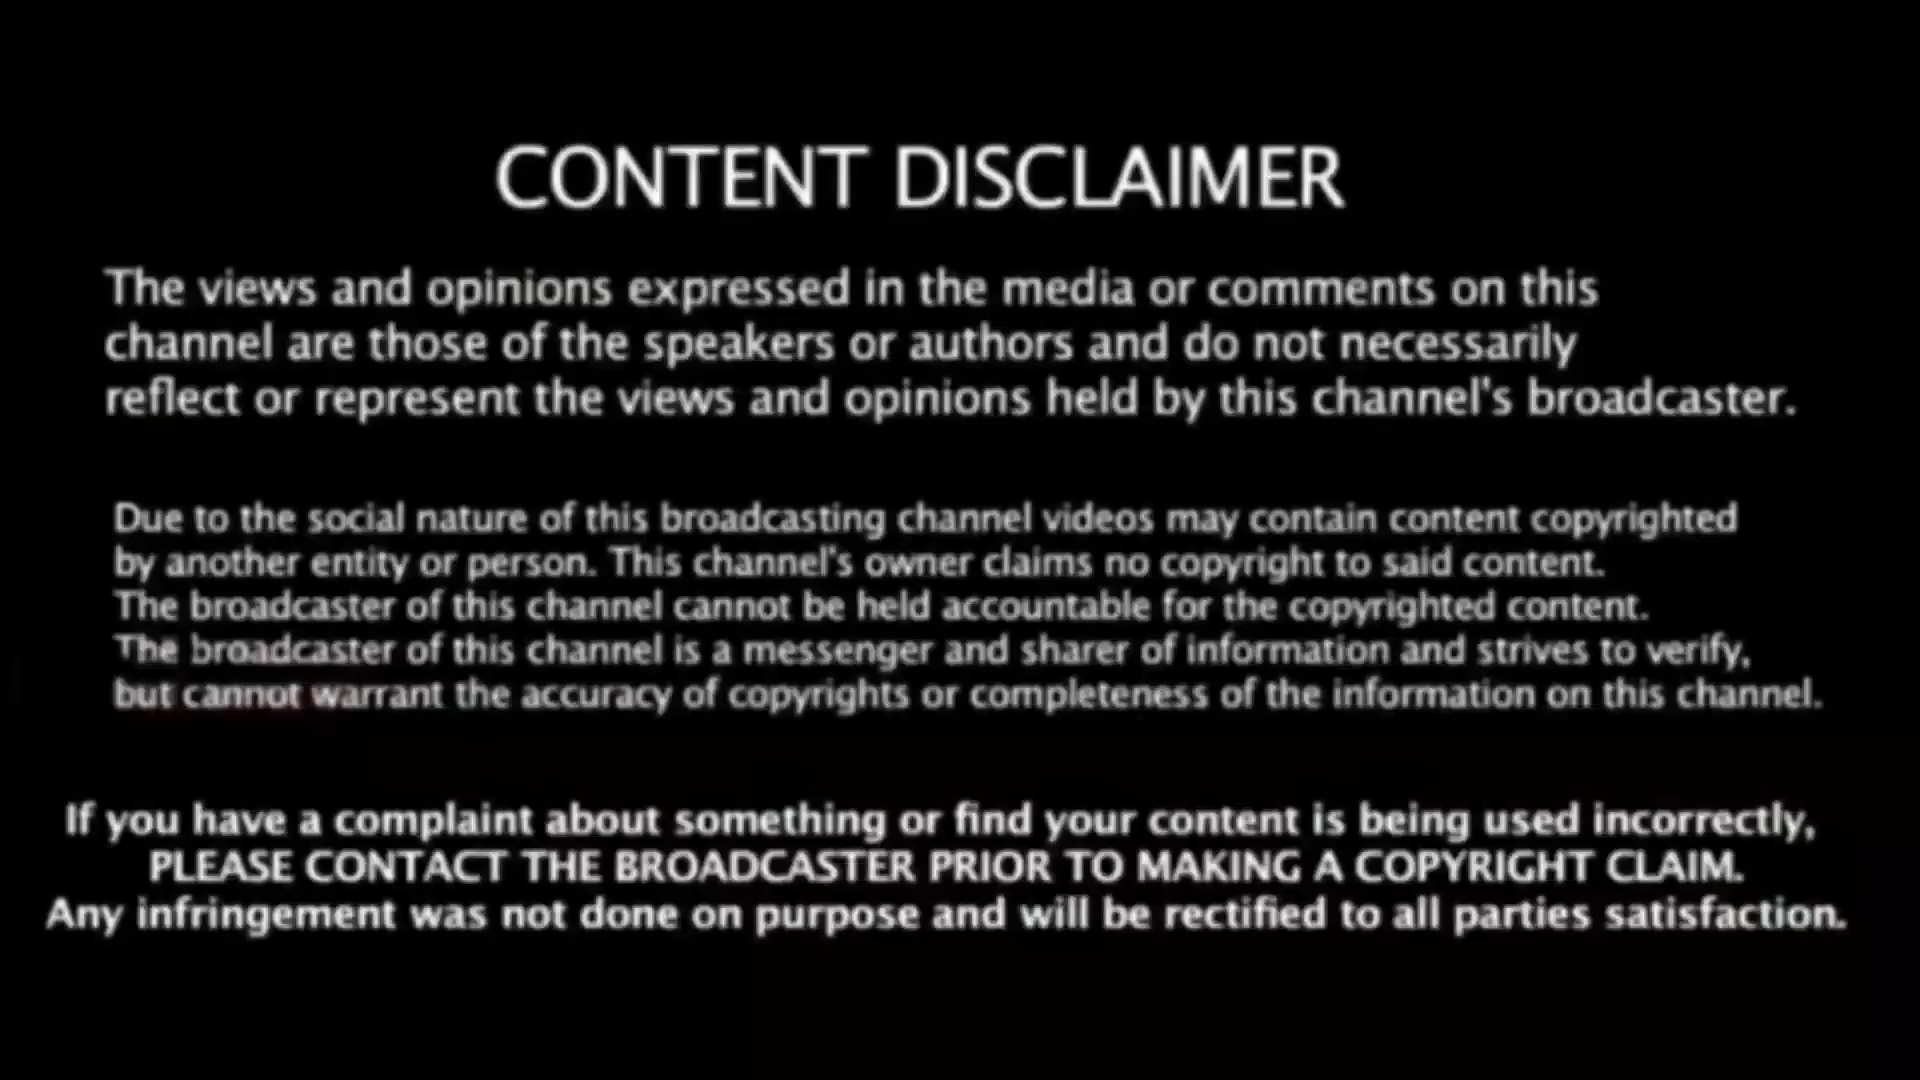 CONTENT DISCLAIMER
The views and opinions expressed in the media or comments on this
channel are those of the speakers or authors and do not necessarily
reflect or represent the views and opinions held by this channel's broadcaster.
Due to the social nature of this broadcasting channel videos may contain content copyrighted
by another entity or person. This channel's owner claims no copyright to said content.
The broadcaster of this channel cannot be held accountable for the copyrighted content.
The broadcaster of this channel is a messenger and sharer of information and strives to verify,
but cannot warrant the accuracy of copyrights or completeness of the information on this channel.
If you have a complaint about something or find your content is being used incorrectly,
PLEASE CONTACT THE BROADCASTER PRIOR TO MAKING A COPYRIGHT CLAIM.
Any infringement was not done on purpose and will be rectified to all parties satisfaction.